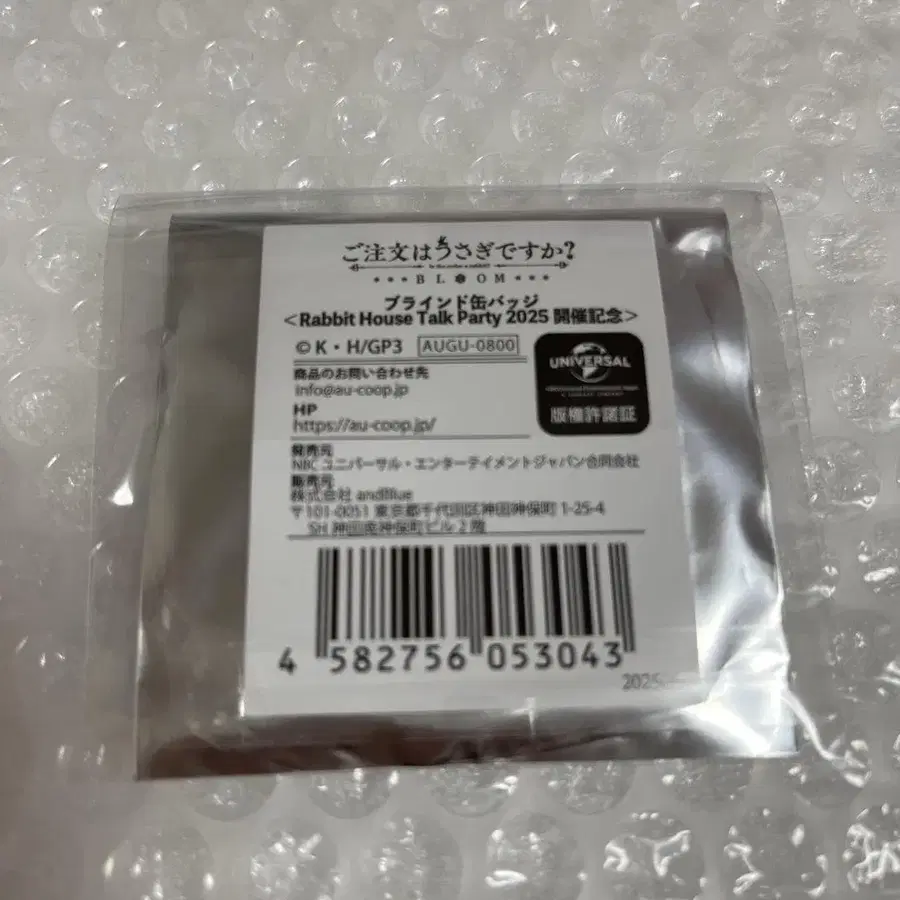 ご注文はうさぎですか?
BLOOM
ブラインド缶バッジ
<Rabbit House Talk Party 2025 開催記念>
©K・H/GP3 AUGU-0800
UNIVERSAL
版権許諾証
商品のお問い合わせ先
info@au-coop.jp
HP
https://au-coop.jp/
発売元
NBC ユニバーサル・エンターテイメントジャパン合同会社
販売元
株式会社 andBlue
〒101-0051 東京都千代田区神田神保町 1-25-4
SH 神田南神保町ビル 2 階
4 582756 053043
2025